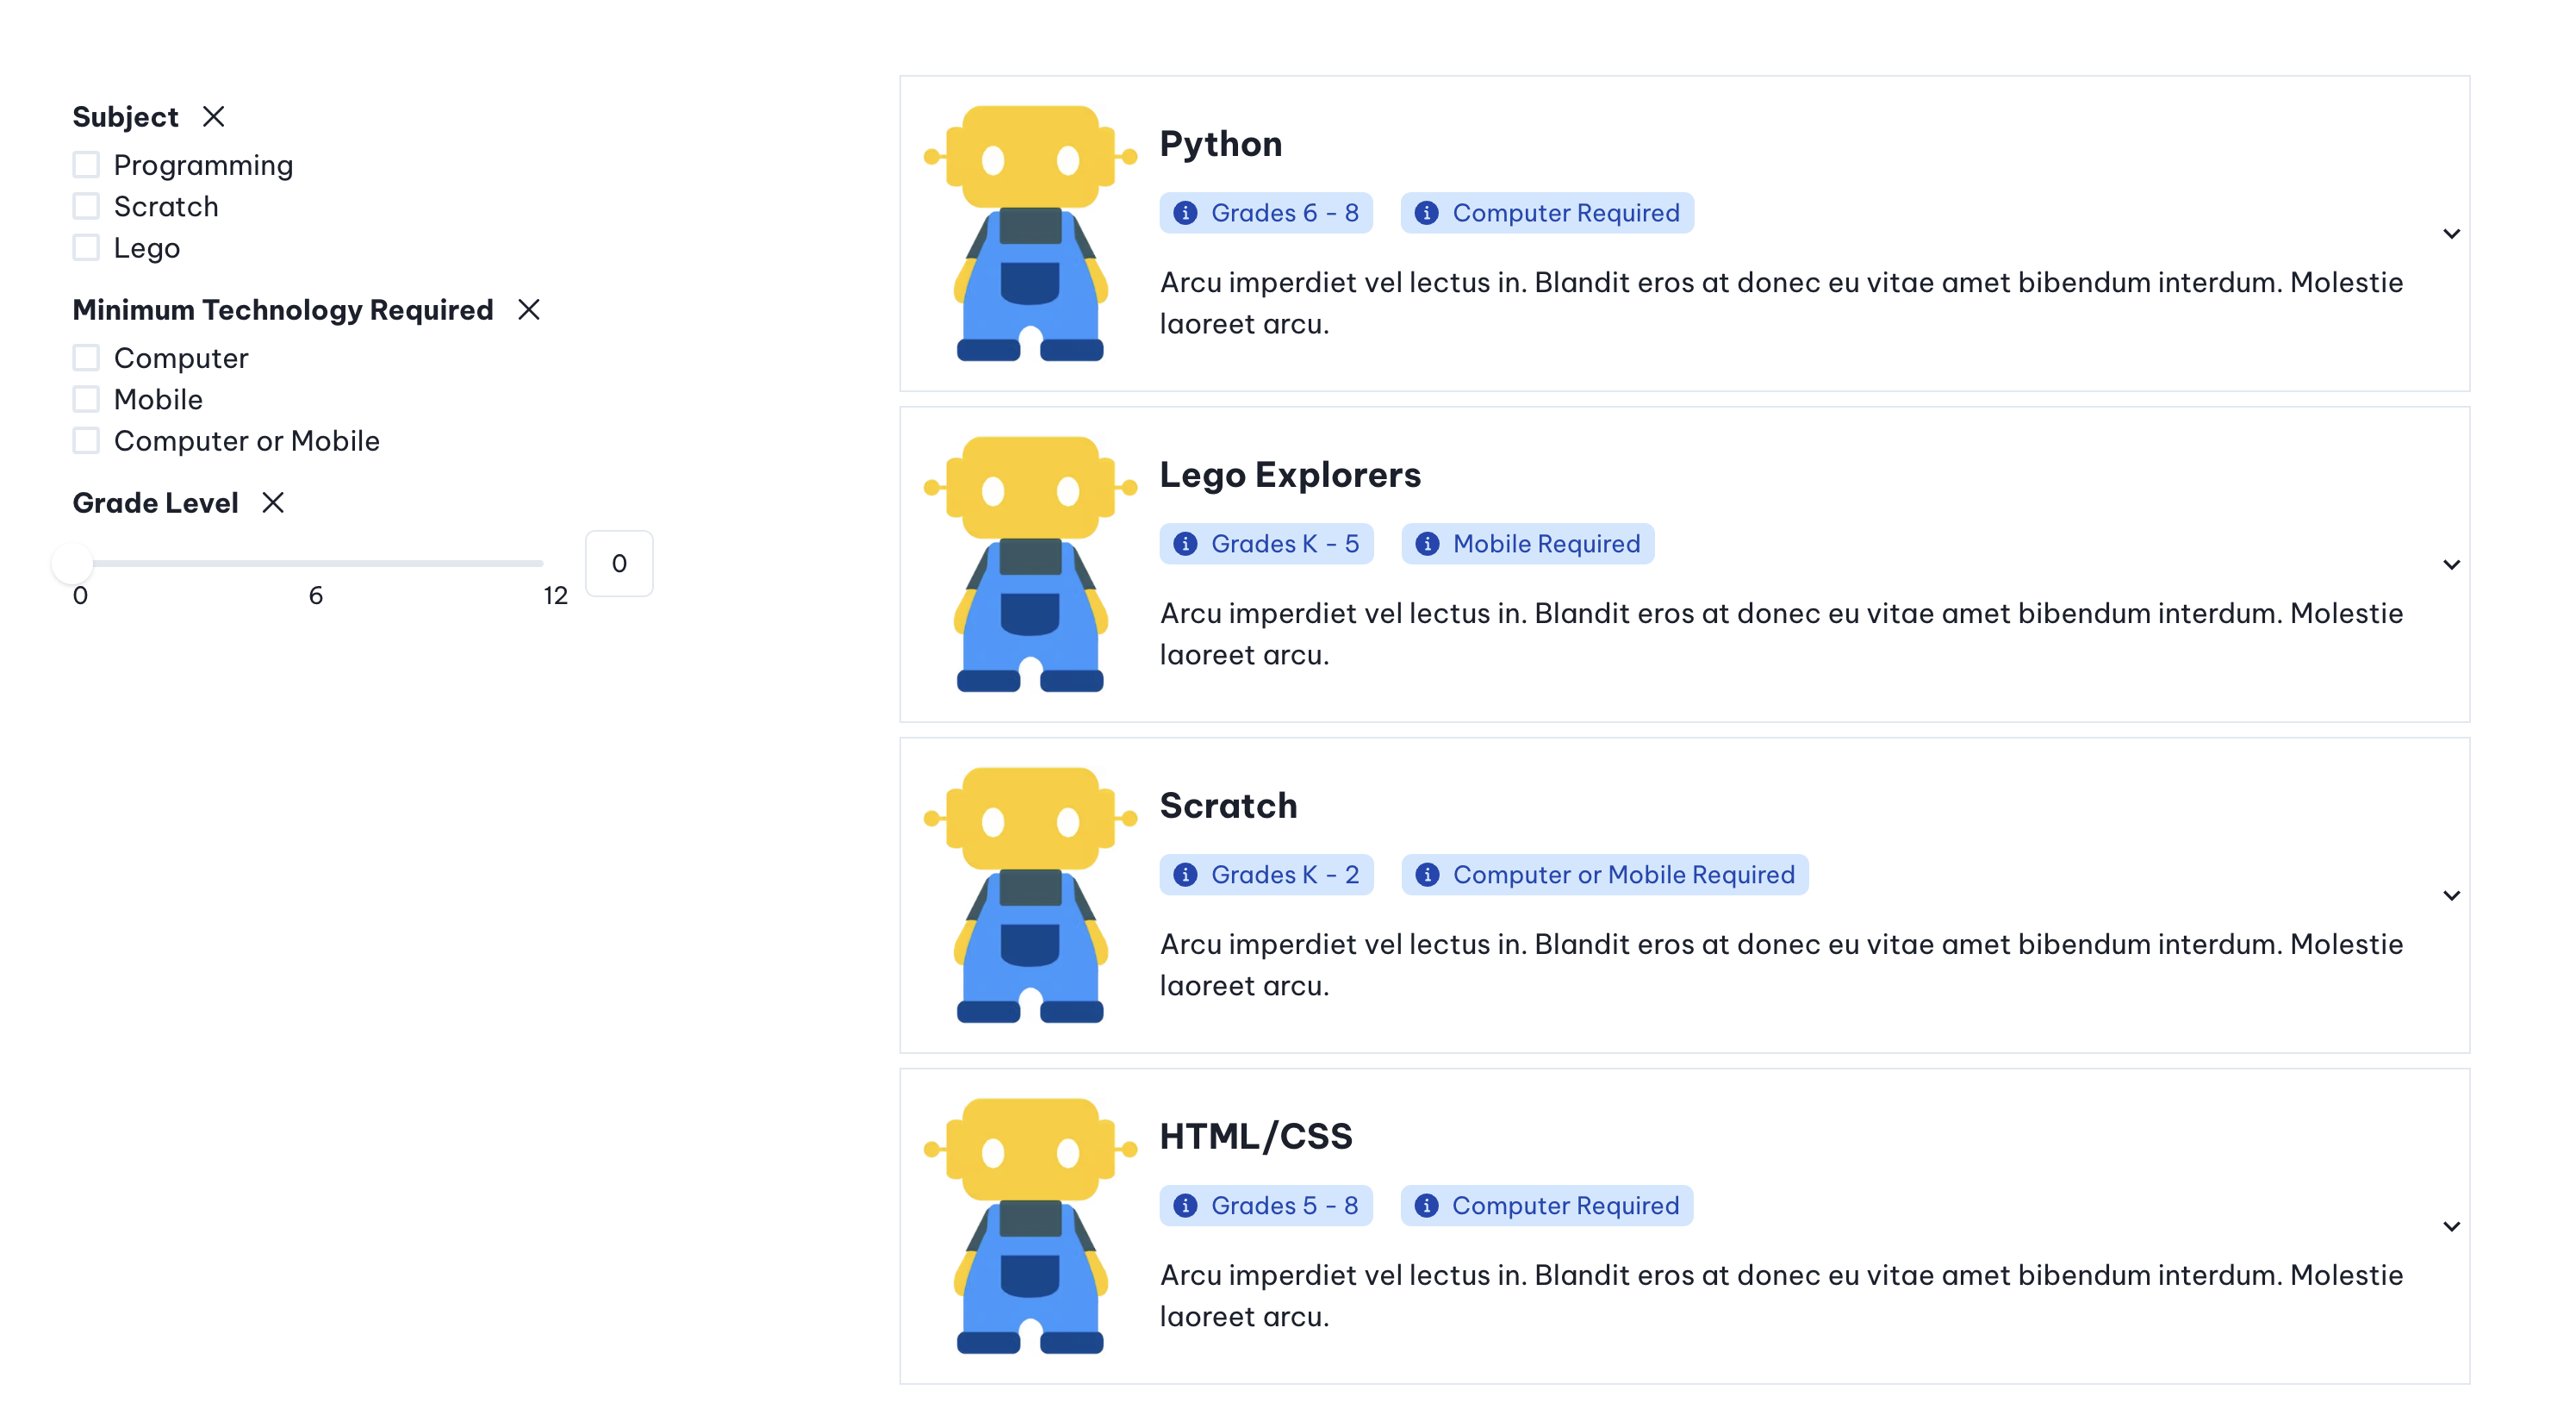 Subject
Programming
Scratch
Lego
Minimum Technology Required
Computer
Mobile
Computer or Mobile
Grade Level
0
0 6 12
Python
Grades 6 - 8 Computer Required
Arcu imperdiet vel lectus in. Blandit eros at donec eu vitae amet bibendum interdum. Molestie
laoreet arcu.
Lego Explorers
Grades K - 5 Mobile Required
Arcu imperdiet vel lectus in. Blandit eros at donec eu vitae amet bibendum interdum. Molestie
laoreet arcu.
Scratch
Grades K - 2 Computer or Mobile Required
Arcu imperdiet vel lectus in. Blandit eros at donec eu vitae amet bibendum interdum. Molestie
laoreet arcu.
HTML/CSS
Grades 5 - 8 Computer Required
Arcu imperdiet vel lectus in. Blandit eros at donec eu vitae amet bibendum interdum. Molestie
laoreet arcu.